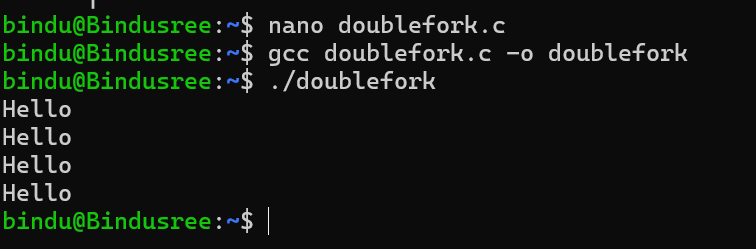 bindu@Bindusree:~$ nano doublefork.c
bindu@Bindusree:~$ gcc doublefork.c -o doublefork
bindu@Bindusree:~$ ./doublefork
Hello
Hello
Hello
Hello
bindu@Bindusree:~$